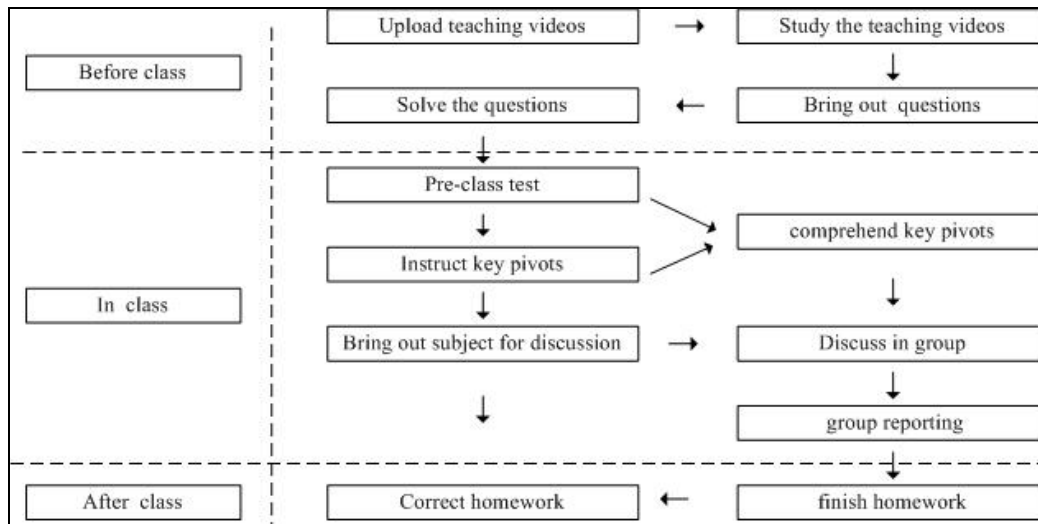 Upload teaching videos
Study the teaching videos
Before class
Solve the questions
Bring out questions
Pre-class test
comprehend key pivots
Instruct key pivots
In class
Bring out subject for discussion
Discuss in group
group reporting
After class
Correct homework
finish homework